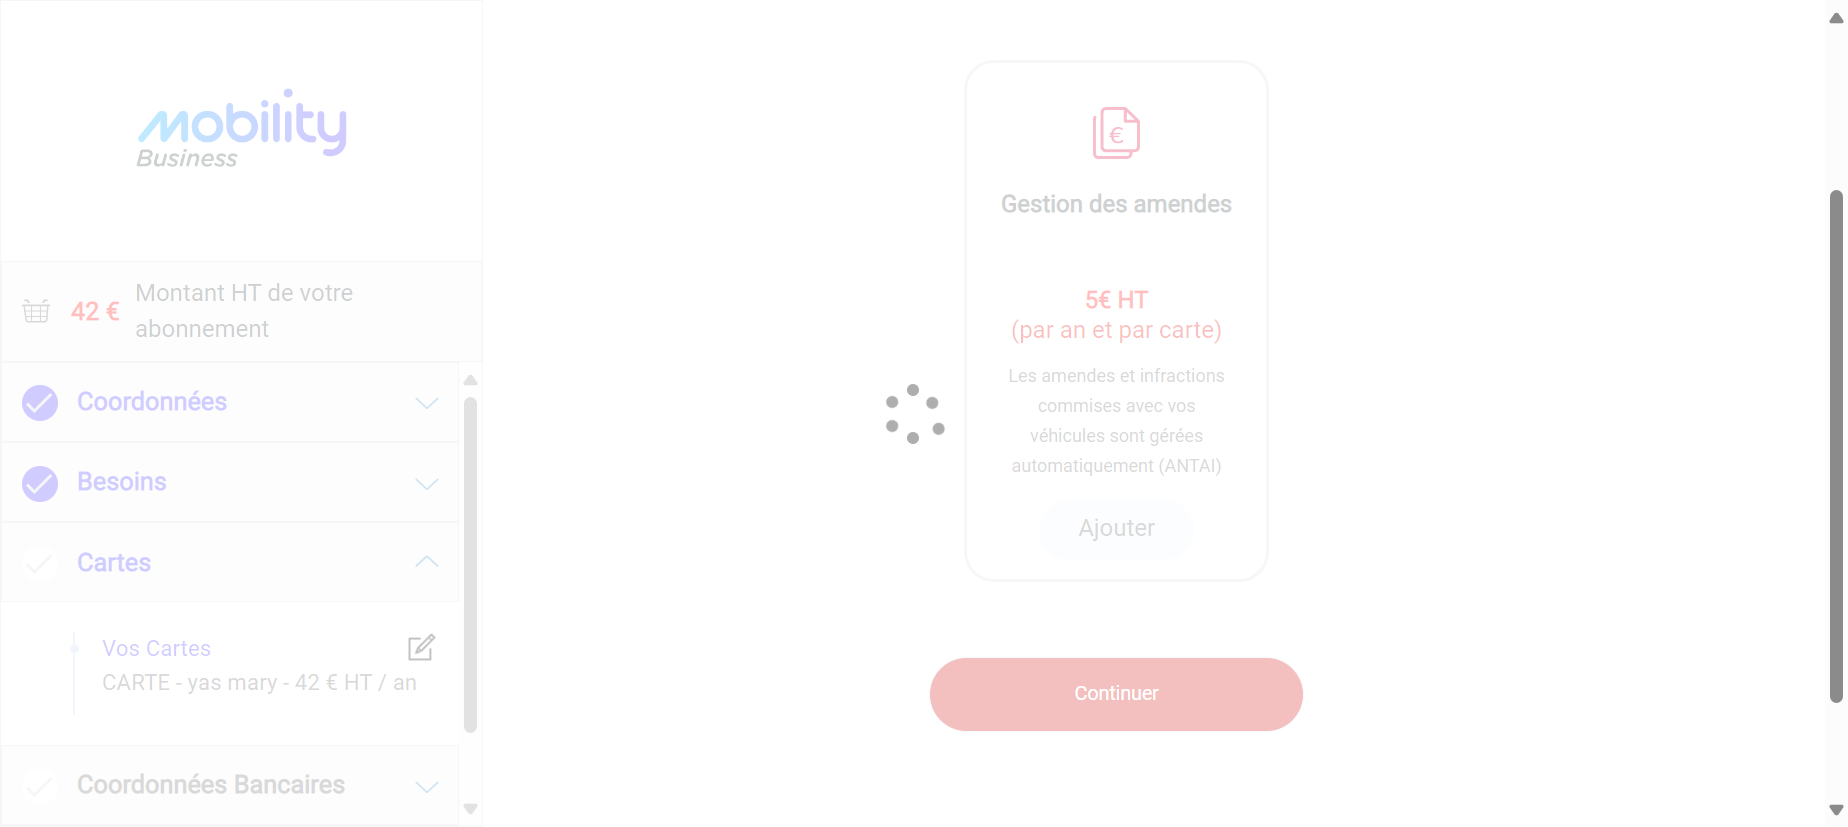 mobility
Business
42 €
Montant HT de votre
abonnement
Coordonnées
Besoins
Cartes
Vos Cartes
CARTE - yas mary - 42 € HT / an
Coordonnées Bancaires
€
Gestion des amendes
5€ HT
(par an et par carte)
Les amendes et infractions
commises avec vos
véhicules sont gérées
automatiquement (ANTAI)
Ajouter
Continuer